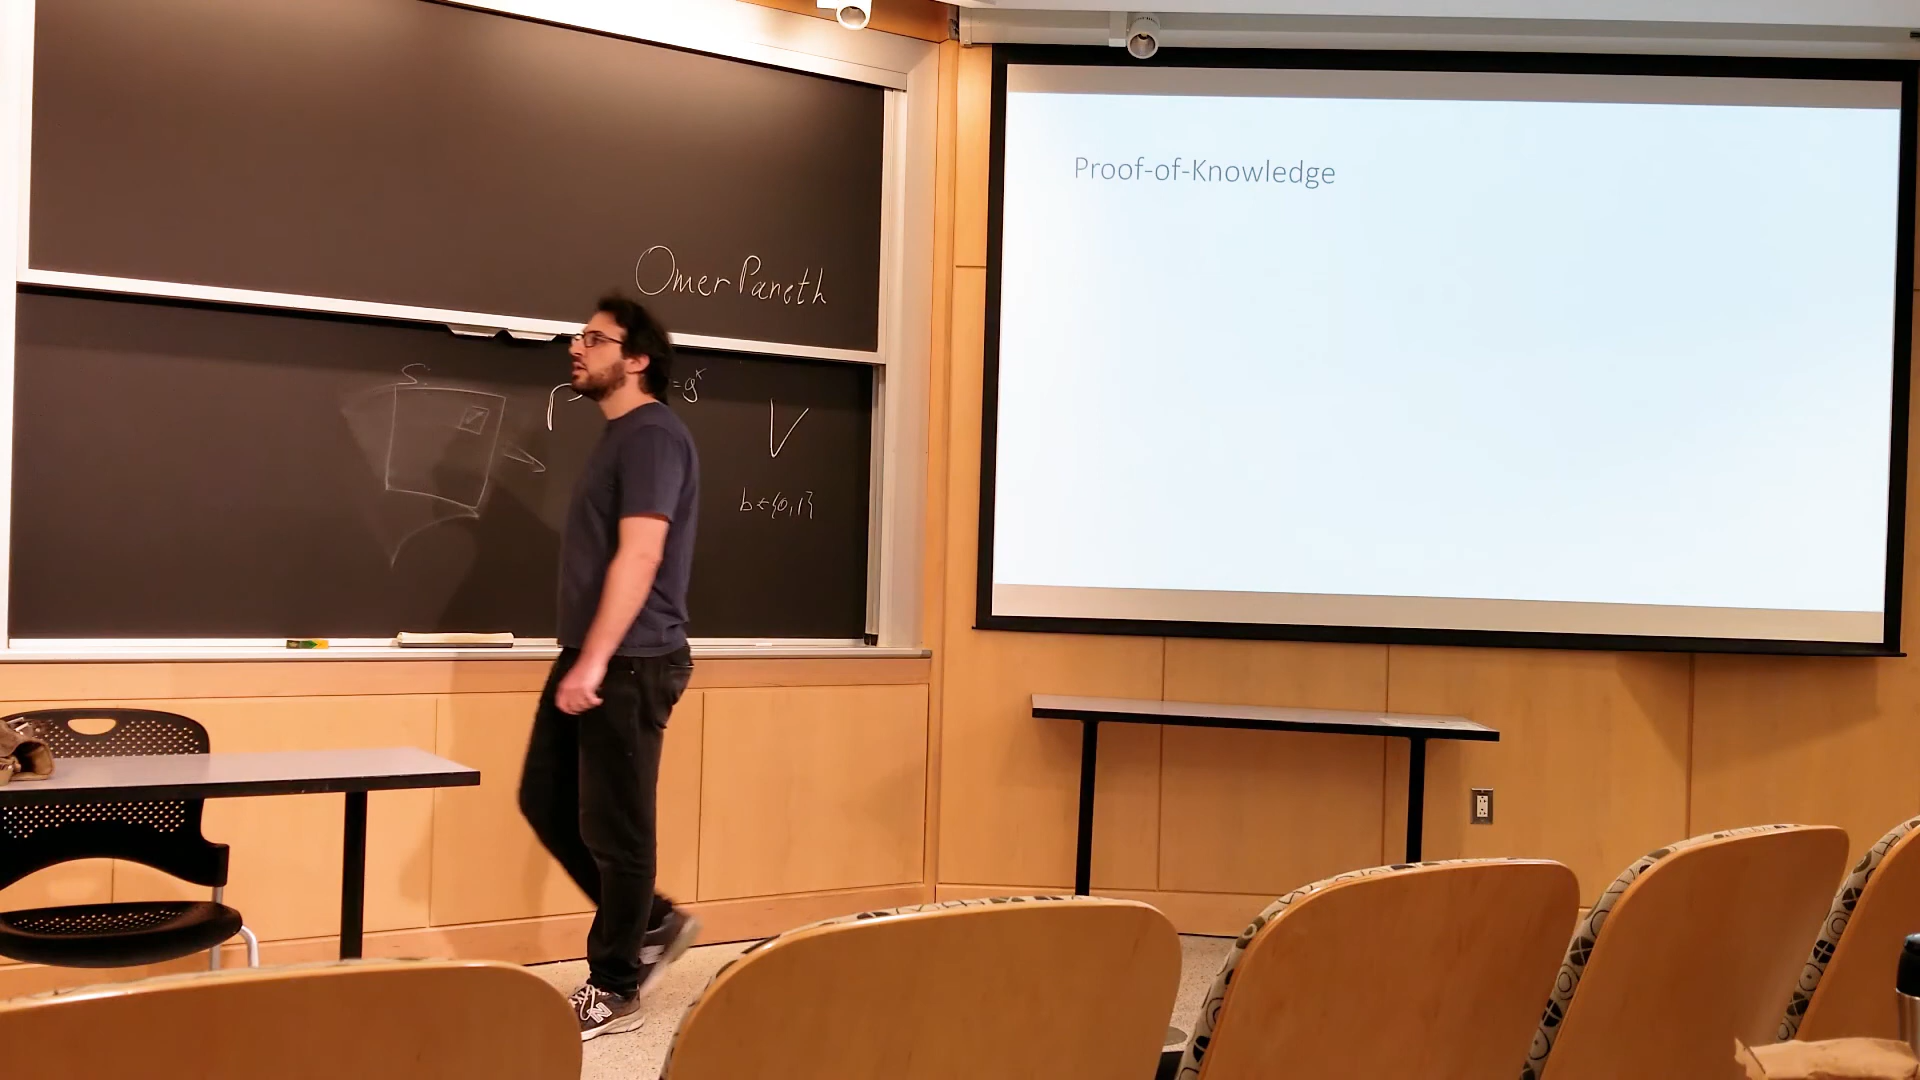 Omer Paneth
S
P
= g^x
V
b ← {0,1}
Proof-of-Knowledge
N